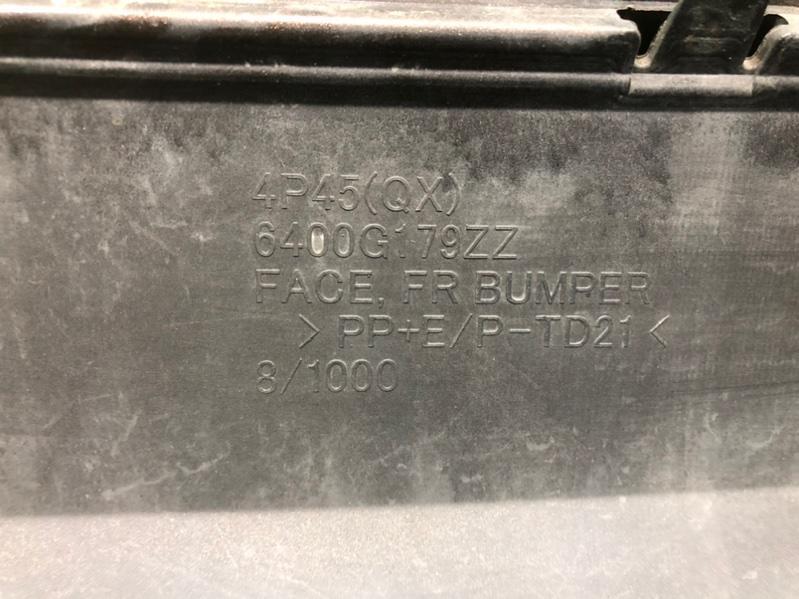 4P45(QX)
6400G179ZZ
FACE, FR BUMPER
> PP+E/P-TD21 <
8/1000